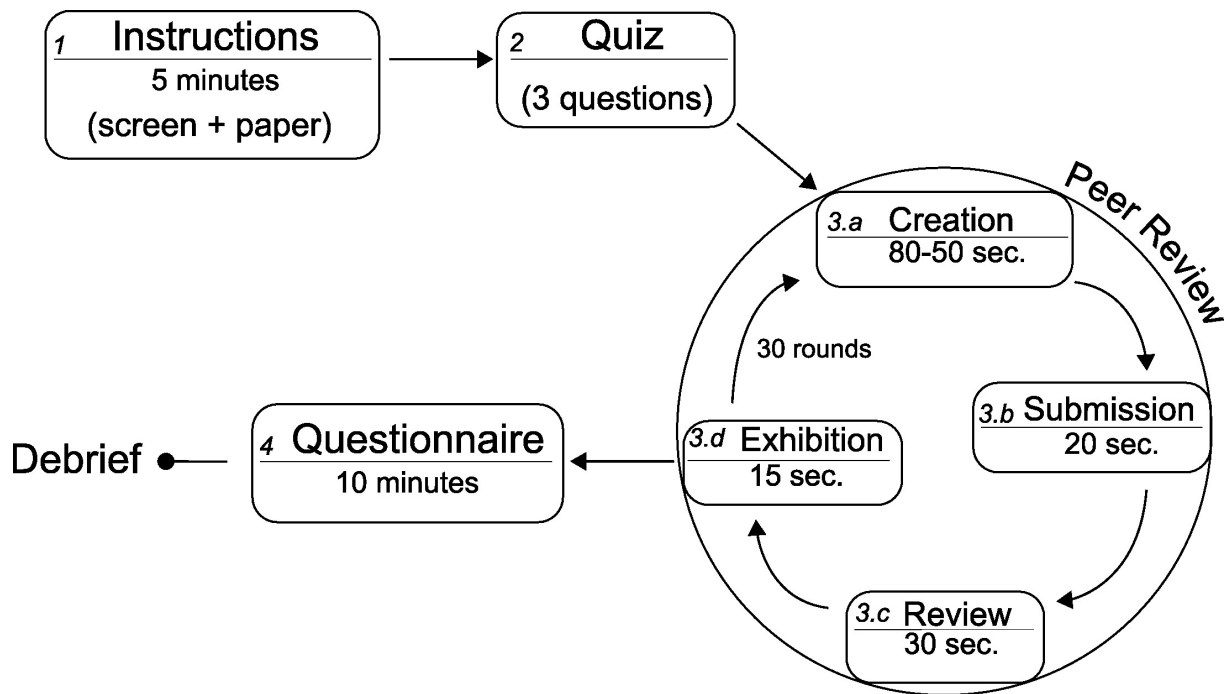 1 Instructions
5 minutes
(screen + paper)
2 Quiz
(3 questions)
Peer Review
3.a Creation
80-50 sec.
3.b Submission
20 sec.
3.c Review
30 sec.
3.d Exhibition
15 sec.
30 rounds
4 Questionnaire
10 minutes
Debrief